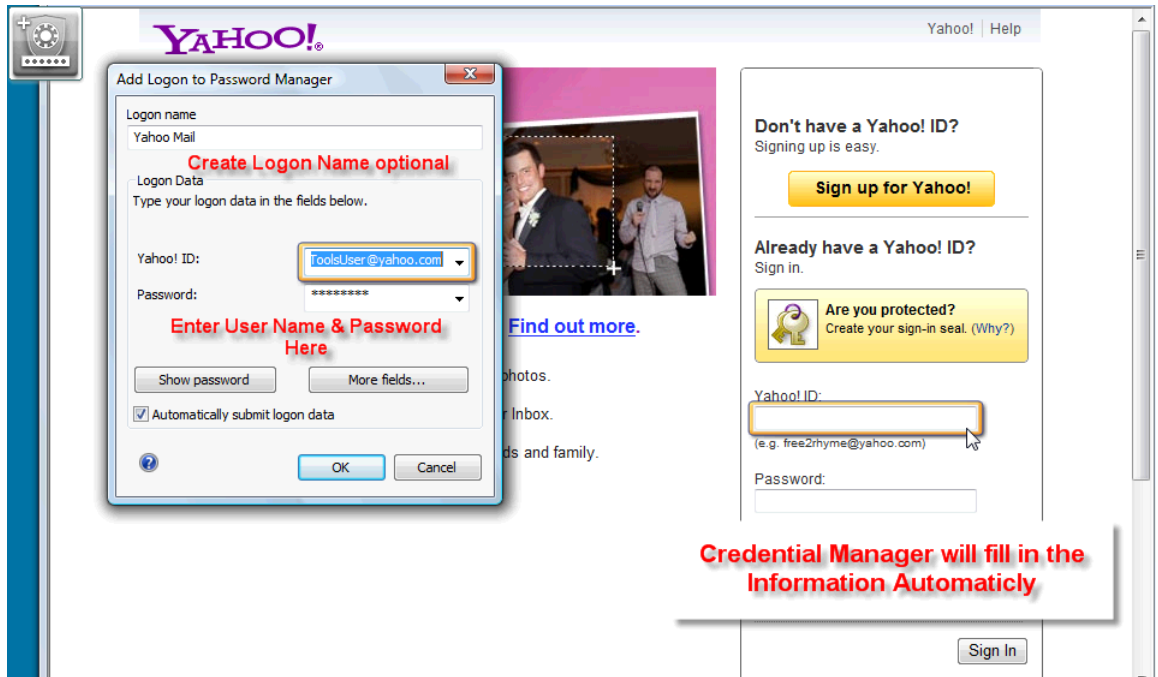 YAHOO!®
Yahoo! | Help
Add Logon to Password Manager
Logon name
Yahoo Mail
Create Logon Name optional
Logon Data
Type your logon data in the fields below.
Yahoo! ID:
ToolsUser@yahoo.com
Password:
********
Enter User Name & Password
Here
Show password
More fields...
Automatically submit logon data
OK
Cancel
Find out more.
photos.
r Inbox.
ds and family.
Don't have a Yahoo! ID?
Signing up is easy.
Sign up for Yahoo!
Already have a Yahoo! ID?
Sign in.
Are you protected?
Create your sign-in seal. (Why?)
Yahoo! ID:
(e.g. free2rhyme@yahoo.com)
Password:
Credential Manager will fill in the
Information Automaticly
Sign In